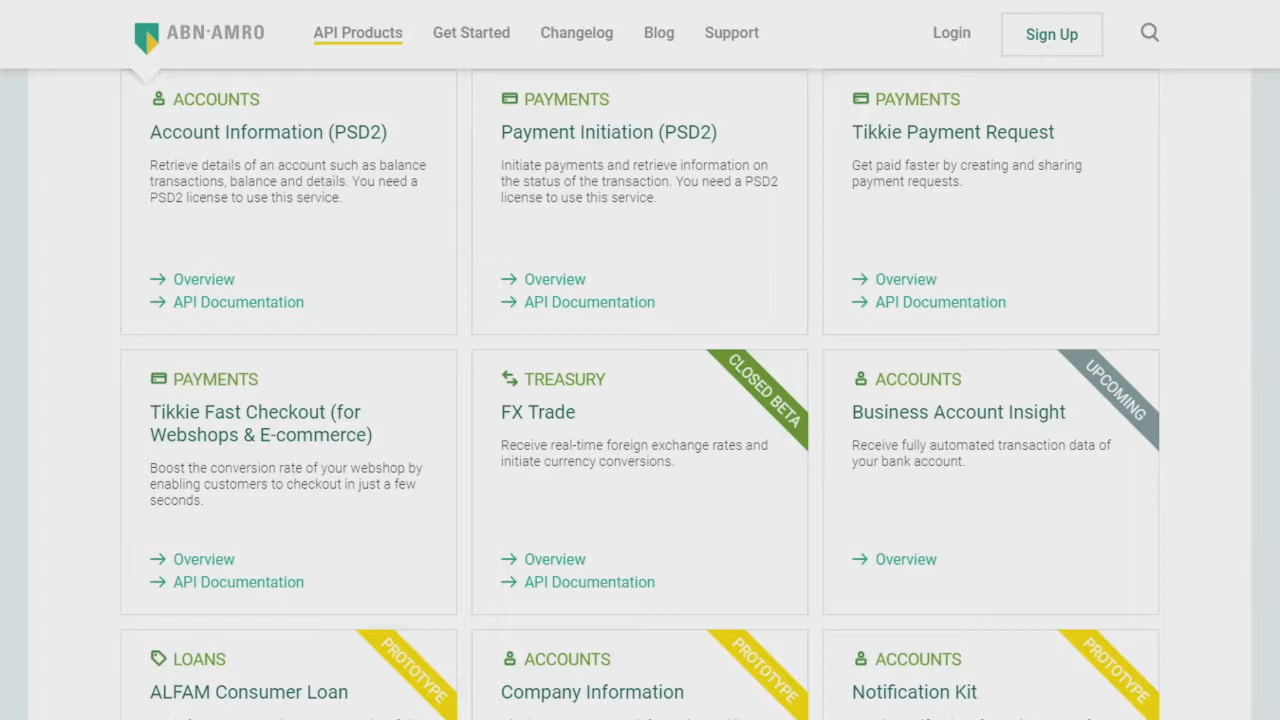 ABN·AMRO
API Products
Get Started
Changelog
Blog
Support
Login
Sign Up
ACCOUNTS
Account Information (PSD2)
Retrieve details of an account such as balance
transactions, balance and details. You need a
PSD2 license to use this service.
Overview
API Documentation
PAYMENTS
Payment Initiation (PSD2)
Initiate payments and retrieve information on
the status of the transaction. You need a PSD2
license to use this service.
Overview
API Documentation
PAYMENTS
Tikkie Payment Request
Get paid faster by creating and sharing
payment requests.
Overview
API Documentation
PAYMENTS
Tikkie Fast Checkout (for
Webshops & E-commerce)
Boost the conversion rate of your webshop by
enabling customers to checkout in just a few
seconds.
Overview
API Documentation
TREASURY
CLOSED BETA
FX Trade
Receive real-time foreign exchange rates and
initiate currency conversions.
Overview
API Documentation
ACCOUNTS
UPCOMING
Business Account Insight
Receive fully automated transaction data of
your bank account.
Overview
LOANS
PROTOTYPE
ALFAM Consumer Loan
ACCOUNTS
PROTOTYPE
Company Information
ACCOUNTS
PROTOTYPE
Notification Kit